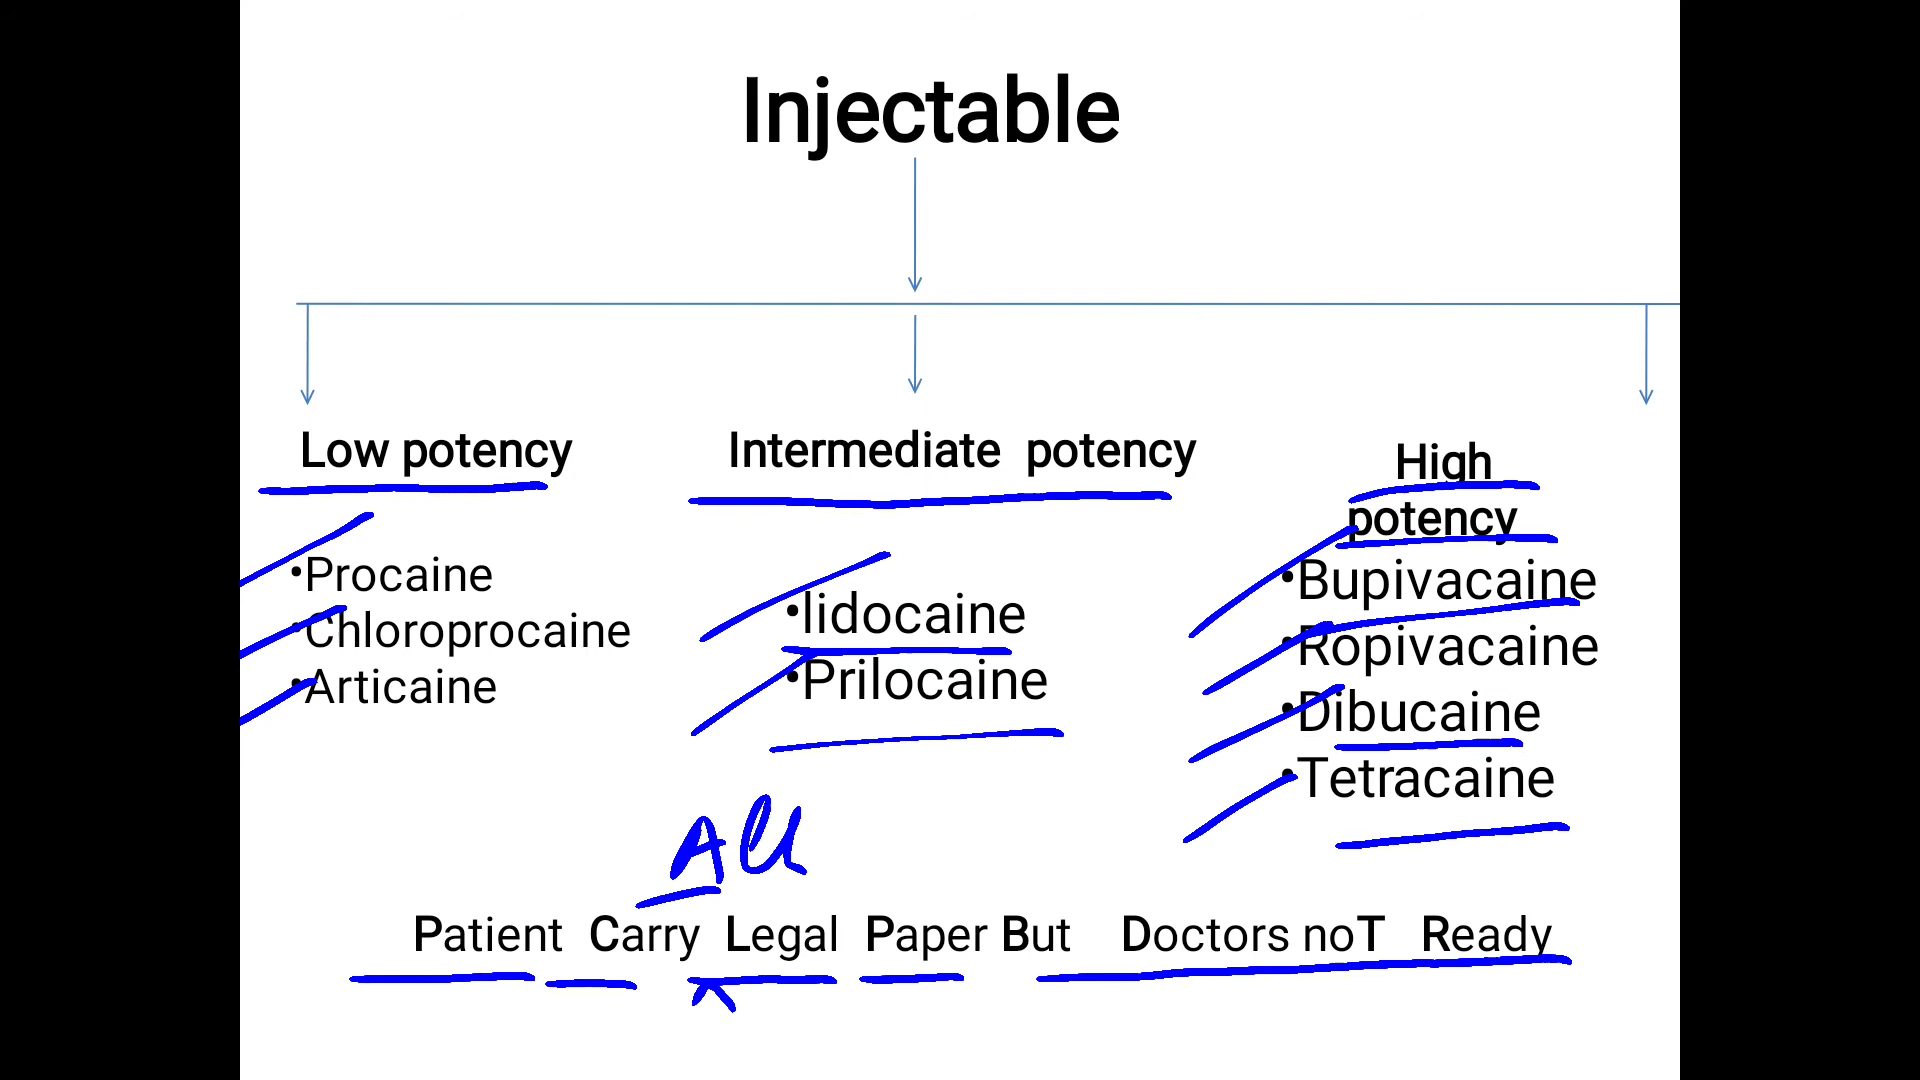 Injectable
Low potency
•Procaine
•Chloroprocaine
•Articaine
Intermediate potency
•lidocaine
•Prilocaine
High
potency
•Bupivacaine
•Ropivacaine
•Dibucaine
•Tetracaine
All
Patient Carry Legal Paper But Doctors noT Ready